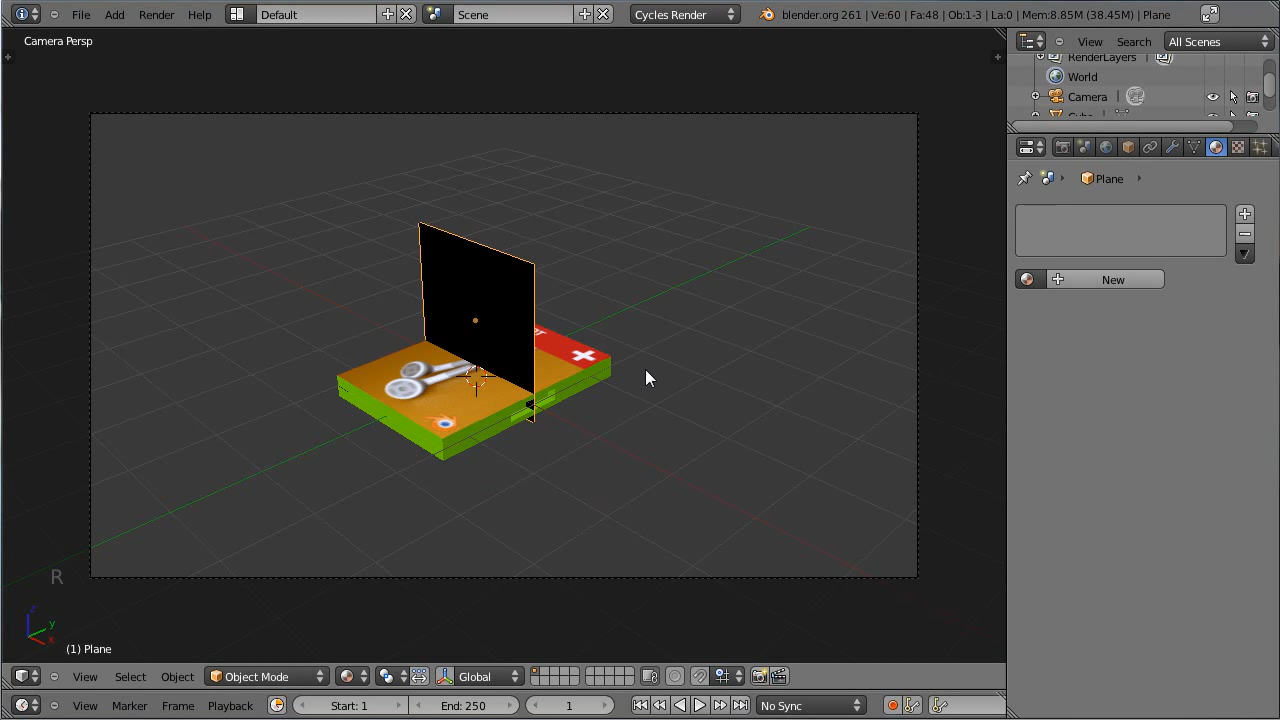 File Add Render Help Default Scene Cycles Render blender.org 261 | Ve:60 | Fa:48 | Ob:1-3 | La:0 | Mem:8.85M (38.45M) | Plane
Camera Persp
View Search All Scenes
RenderLayers |
World
Camera |
Plane
New
R
z
y
x
(1) Plane
View Select Object Object Mode Global
View Marker Frame Playback Start: 1 End: 250 1 No Sync